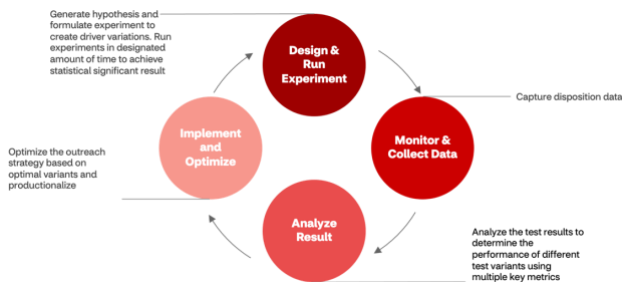 Generate hypothesis and
formulate experiment to
create driver variations. Run
experiments in designated
amount of time to achieve
statistical significant result
Design &
Run
Experiment
Capture disposition data
Monitor &
Collect Data
Implement
and
Optimize
Optimize the outreach
strategy based on
optimal variants and
productionalize
Analyze
Result
Analyze the test results to
determine the
performance of different
test variants using
multiple key metrics